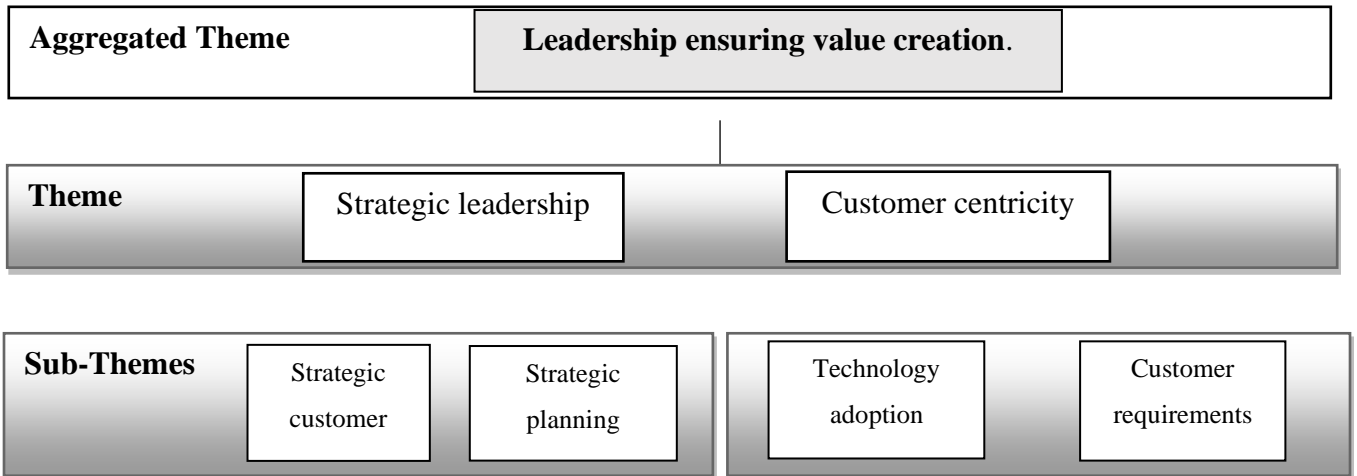 Aggregated Theme
Leadership ensuring value creation.
Theme
Strategic leadership
Customer centricity
Sub-Themes
Strategic
customer
Strategic
planning
Technology
adoption
Customer
requirements